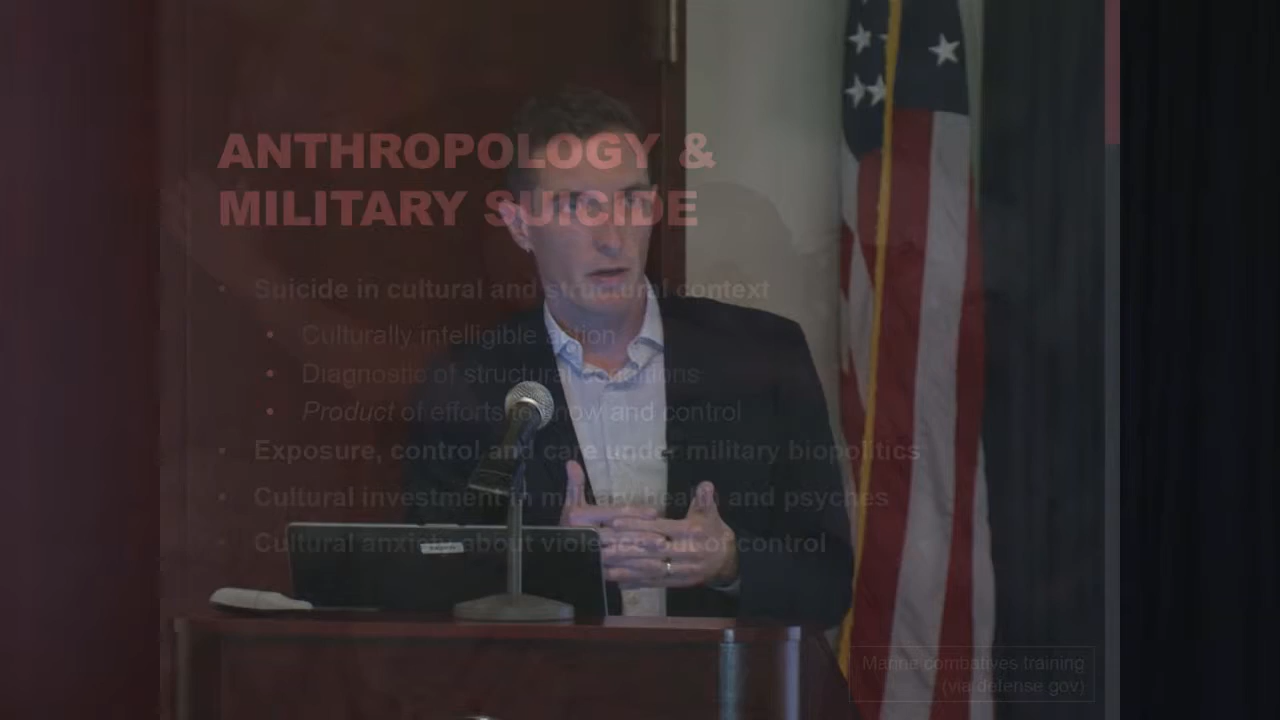 ANTHROPOLOGY &
MILITARY SUICIDE
• Suicide in cultural and structural context
• Culturally intelligible action
• Diagnostic of structural conditions
• Product of efforts to know and control
• Exposure, control and care under military biopolitics
• Cultural investment in military health and psyches
• Cultural anxiety about violence out of control
Marine combatives training
(via defense gov)